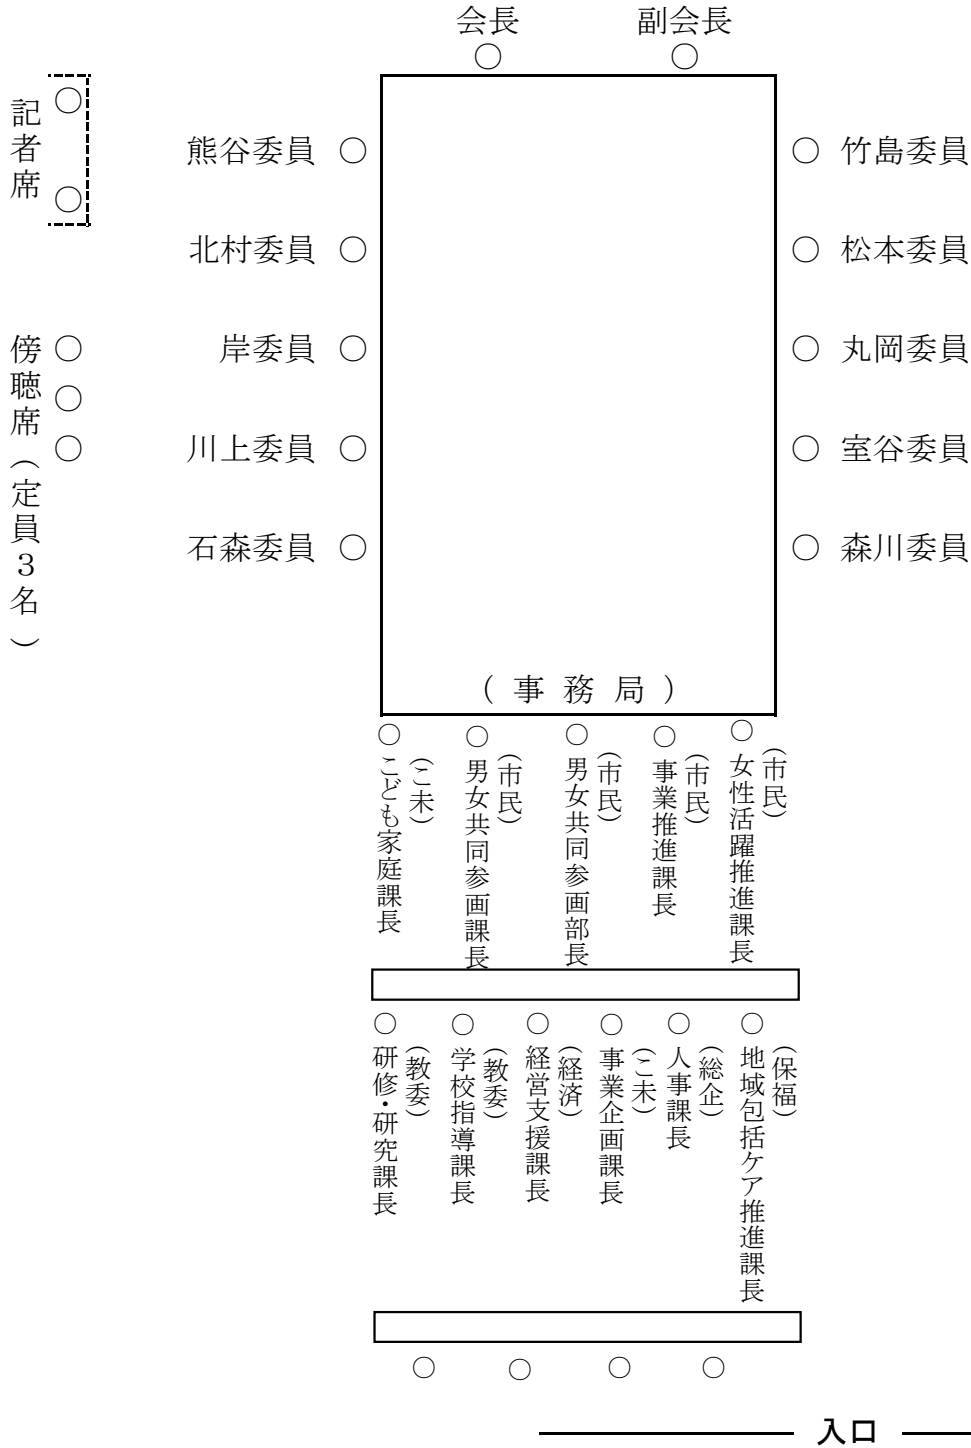 会長
副会長
記者席
熊谷委員
竹島委員
北村委員
松本委員
傍聴席（定員３名）
岸委員
丸岡委員
川上委員
室谷委員
石森委員
森川委員
（事務局）
(こ未)
こども家庭課長
(市民)
男女共同参画課長
(市民)
男女共同参画部長
(市民)
事業推進課長
(市民)
女性活躍推進課長
(教委)
研修・研究課長
(教委)
学校指導課長
(経済)
経営支援課長
(こ未)
事業企画課長
(総企)
人事課長
(保福)
地域包括ケア推進課長
入口